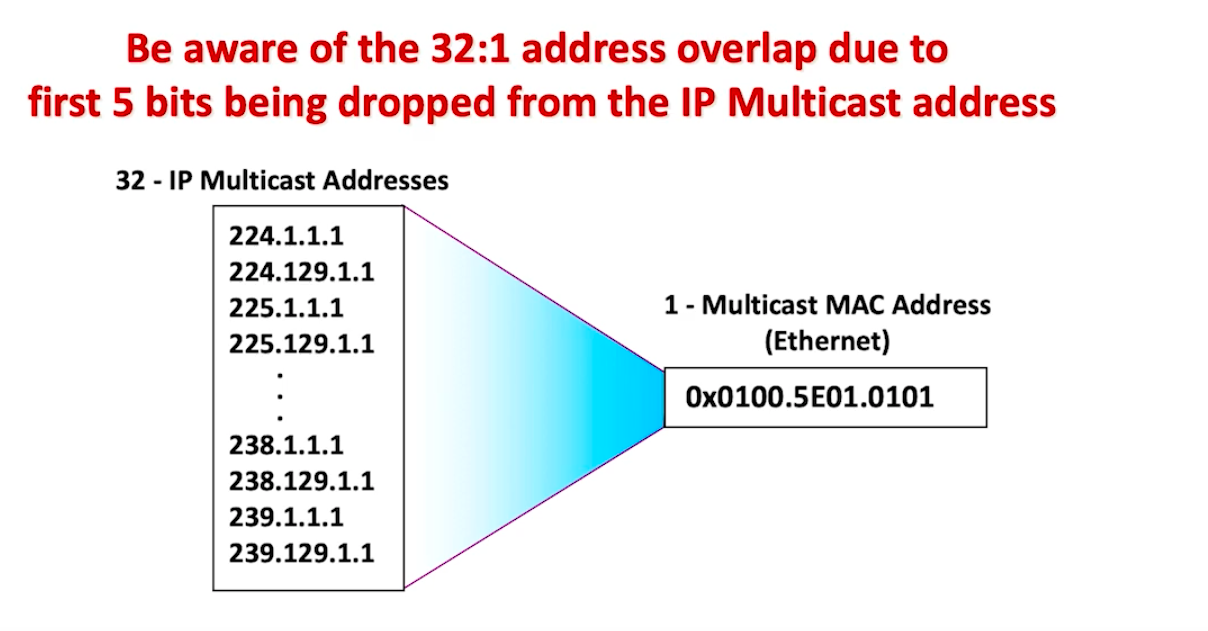 Be aware of the 32:1 address overlap due to
first 5 bits being dropped from the IP Multicast address
32 - IP Multicast Addresses
224.1.1.1
224.129.1.1
225.1.1.1
225.129.1.1
.
.
.
238.1.1.1
238.129.1.1
239.1.1.1
239.129.1.1
1 - Multicast MAC Address
(Ethernet)
0x0100.5E01.0101